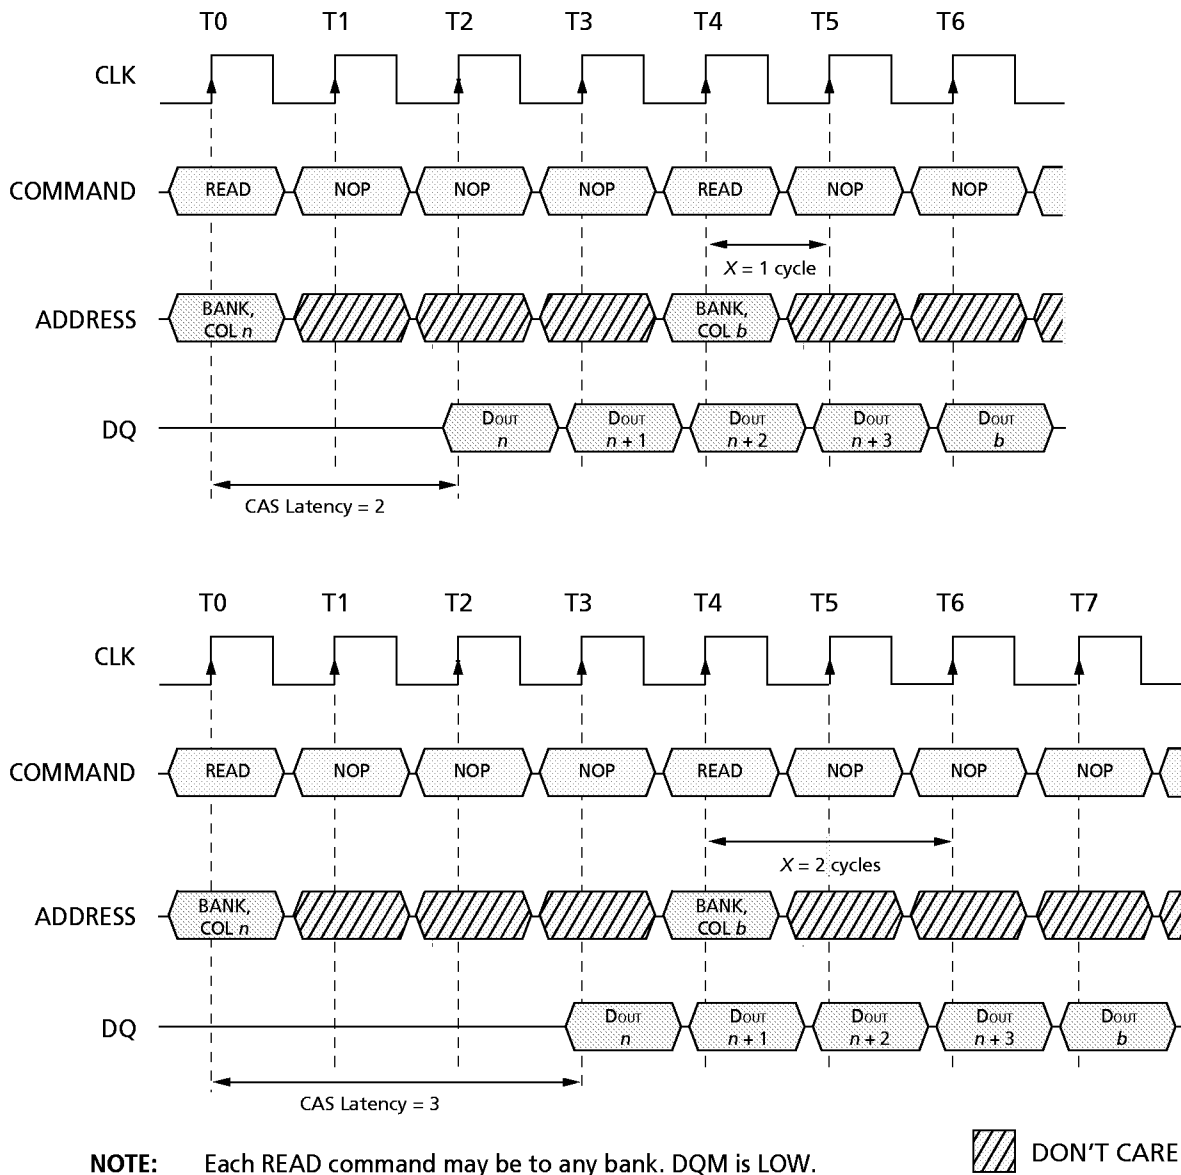 T0 T1 T2 T3 T4 T5 T6
CLK
COMMAND READ NOP NOP NOP READ NOP NOP
X = 1 cycle
ADDRESS BANK, COL n BANK, COL b
DQ DOUT n DOUT n + 1 DOUT n + 2 DOUT n + 3 DOUT b
CAS Latency = 2
T0 T1 T2 T3 T4 T5 T6 T7
CLK
COMMAND READ NOP NOP NOP READ NOP NOP NOP
X = 2 cycles
ADDRESS BANK, COL n BANK, COL b
DQ DOUT n DOUT n + 1 DOUT n + 2 DOUT n + 3 DOUT b
CAS Latency = 3
NOTE: Each READ command may be to any bank. DQM is LOW.
DON'T CARE